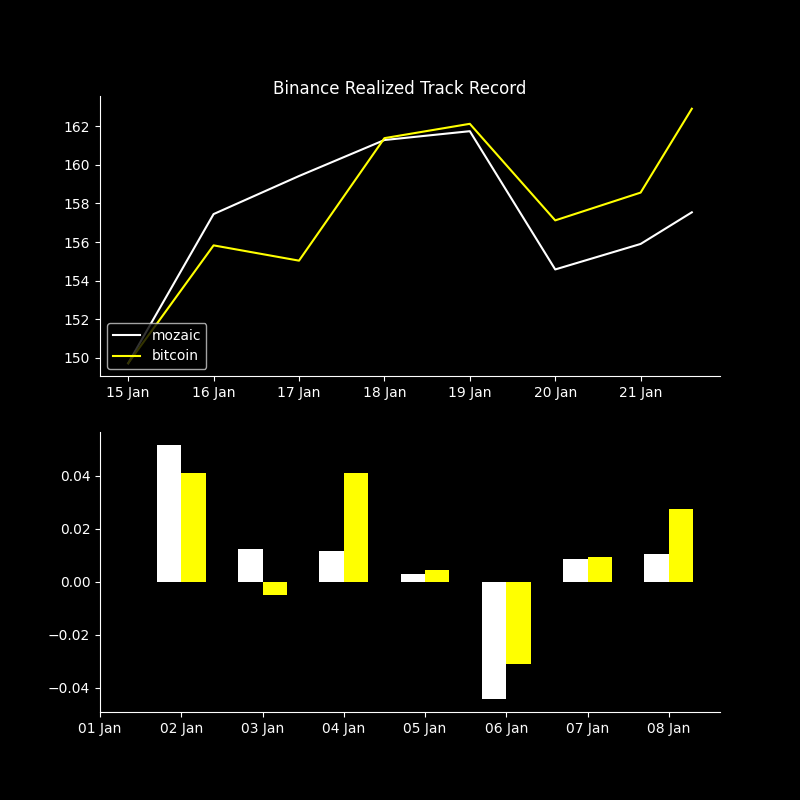 Binance Realized Track Record
162
160
158
156
154
152
150
mozaic
bitcoin
15 Jan 16 Jan 17 Jan 18 Jan 19 Jan 20 Jan 21 Jan
0.04
0.02
0.00
−0.02
−0.04
01 Jan 02 Jan 03 Jan 04 Jan 05 Jan 06 Jan 07 Jan 08 Jan